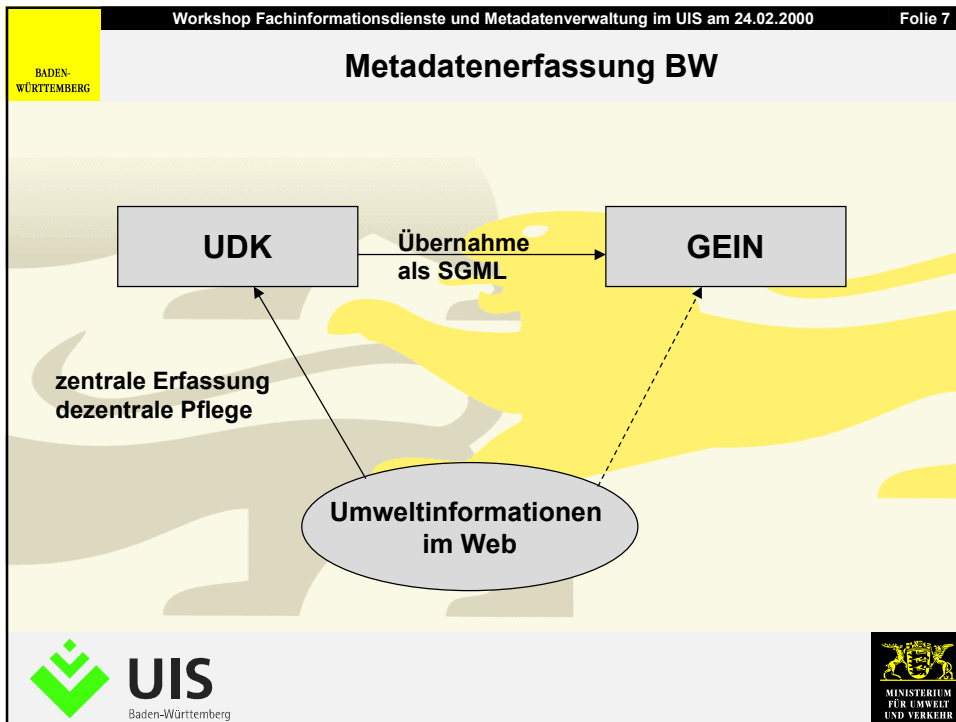 Workshop Fachinformationsdienste und Metadatenverwaltung im UIS am 24.02.2000 Folie 7
BADEN-
WÜRTTEMBERG
Metadatenerfassung BW
UDK
Übernahme
als SGML
GEIN
zentrale Erfassung
dezentrale Pflege
Umweltinformationen
im Web
UIS
Baden-Württemberg
MINISTERIUM
FÜR UMWELT
UND VERKEHR